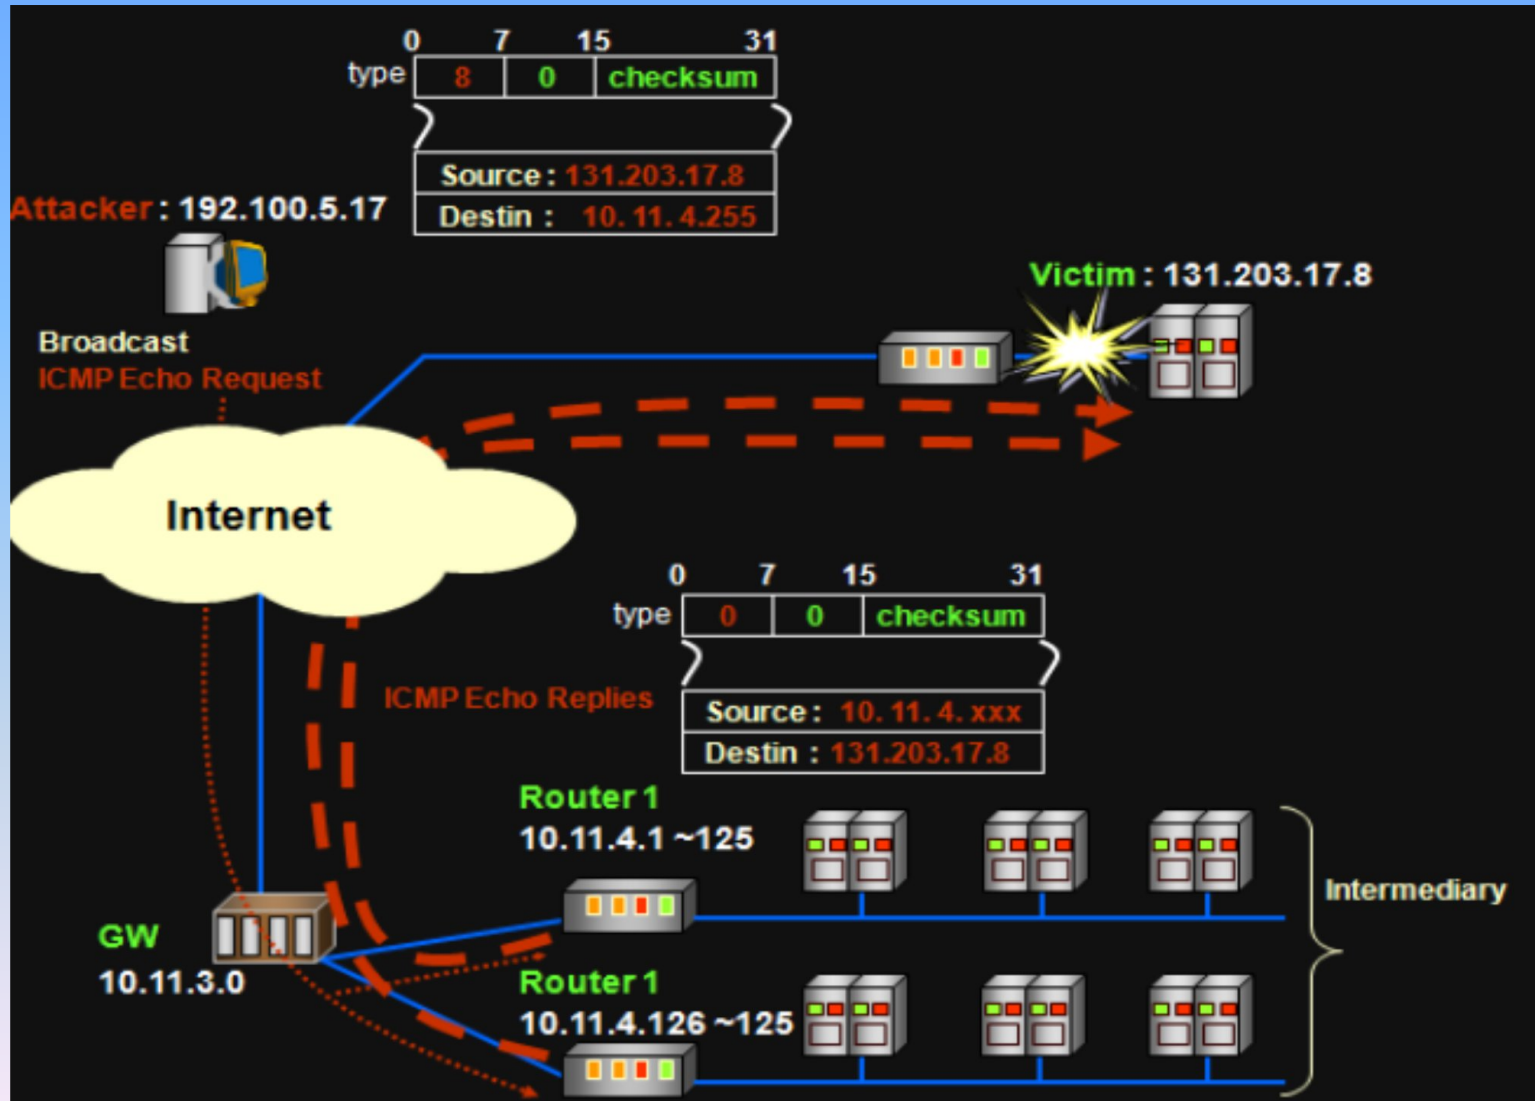 0 7 15 31
type 8 0 checksum
Source : 131.203.17.8
Destin : 10. 11. 4.255
Attacker : 192.100.5.17
Victim : 131.203.17.8
Broadcast
ICMP Echo Request
Internet
0 7 15 31
type 0 0 checksum
ICMP Echo Replies
Source : 10. 11. 4. xxx
Destin : 131.203.17.8
Router 1
10.11.4.1 ~125
Intermediary
GW
10.11.3.0
Router 1
10.11.4.126 ~125